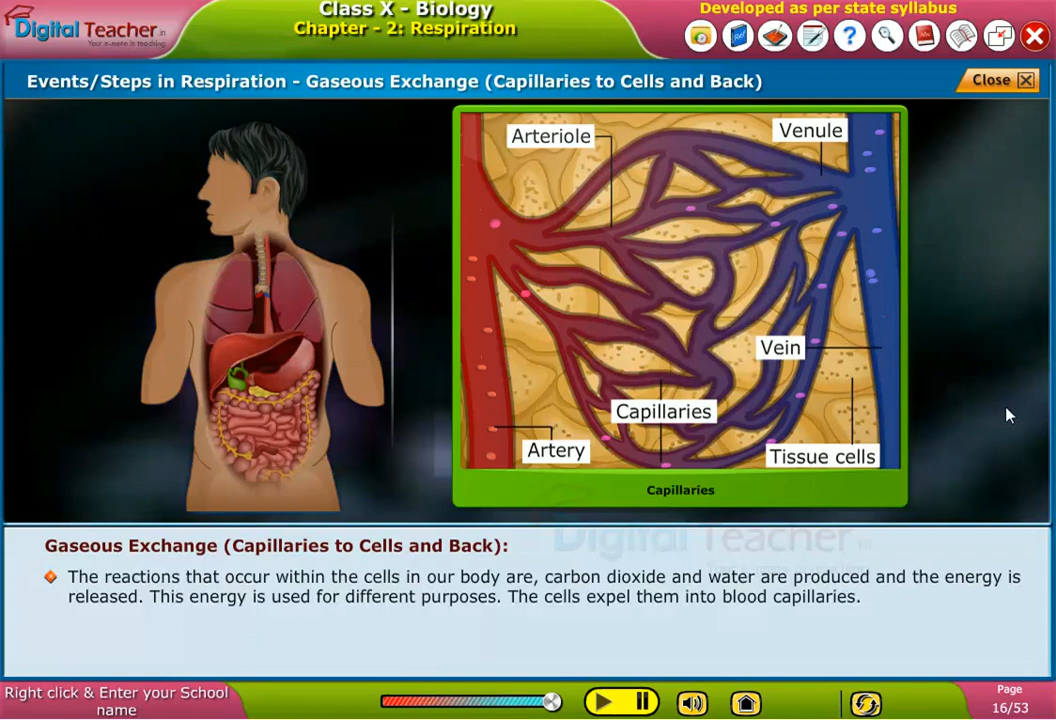 Digital Teacher.in
Your e-mate in teaching
Class X - Biology
Chapter - 2: Respiration
Developed as per state syllabus
Events/Steps in Respiration - Gaseous Exchange (Capillaries to Cells and Back)
Close
Arteriole
Venule
Vein
Capillaries
Artery
Tissue cells
Capillaries
Gaseous Exchange (Capillaries to Cells and Back):
Digital Teacher.in
The reactions that occur within the cells in our body are, carbon dioxide and water are produced and the energy is
released. This energy is used for different purposes. The cells expel them into blood capillaries.
Right click & Enter your School
name
Page
16/53